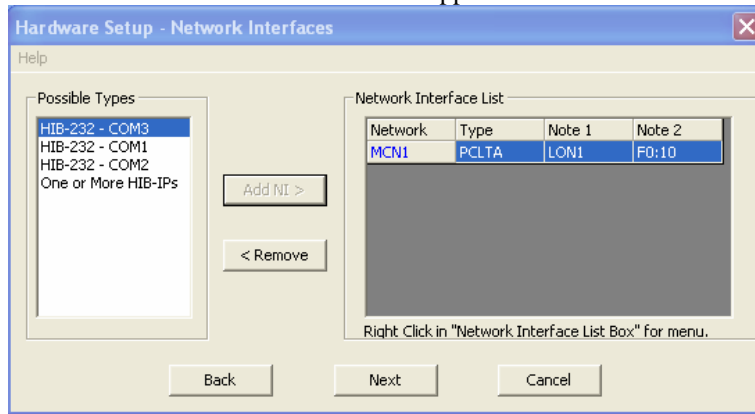 Hardware Setup - Network Interfaces
Help
Possible Types
HIB-232 - COM3
HIB-232 - COM1
HIB-232 - COM2
One or More HIB-IPs
Add NI >
< Remove
Network Interface List
Network Type Note 1 Note 2
MCN1 PCLTA LON1 F0:10
Right Click in "Network Interface List Box" for menu.
Back Next Cancel